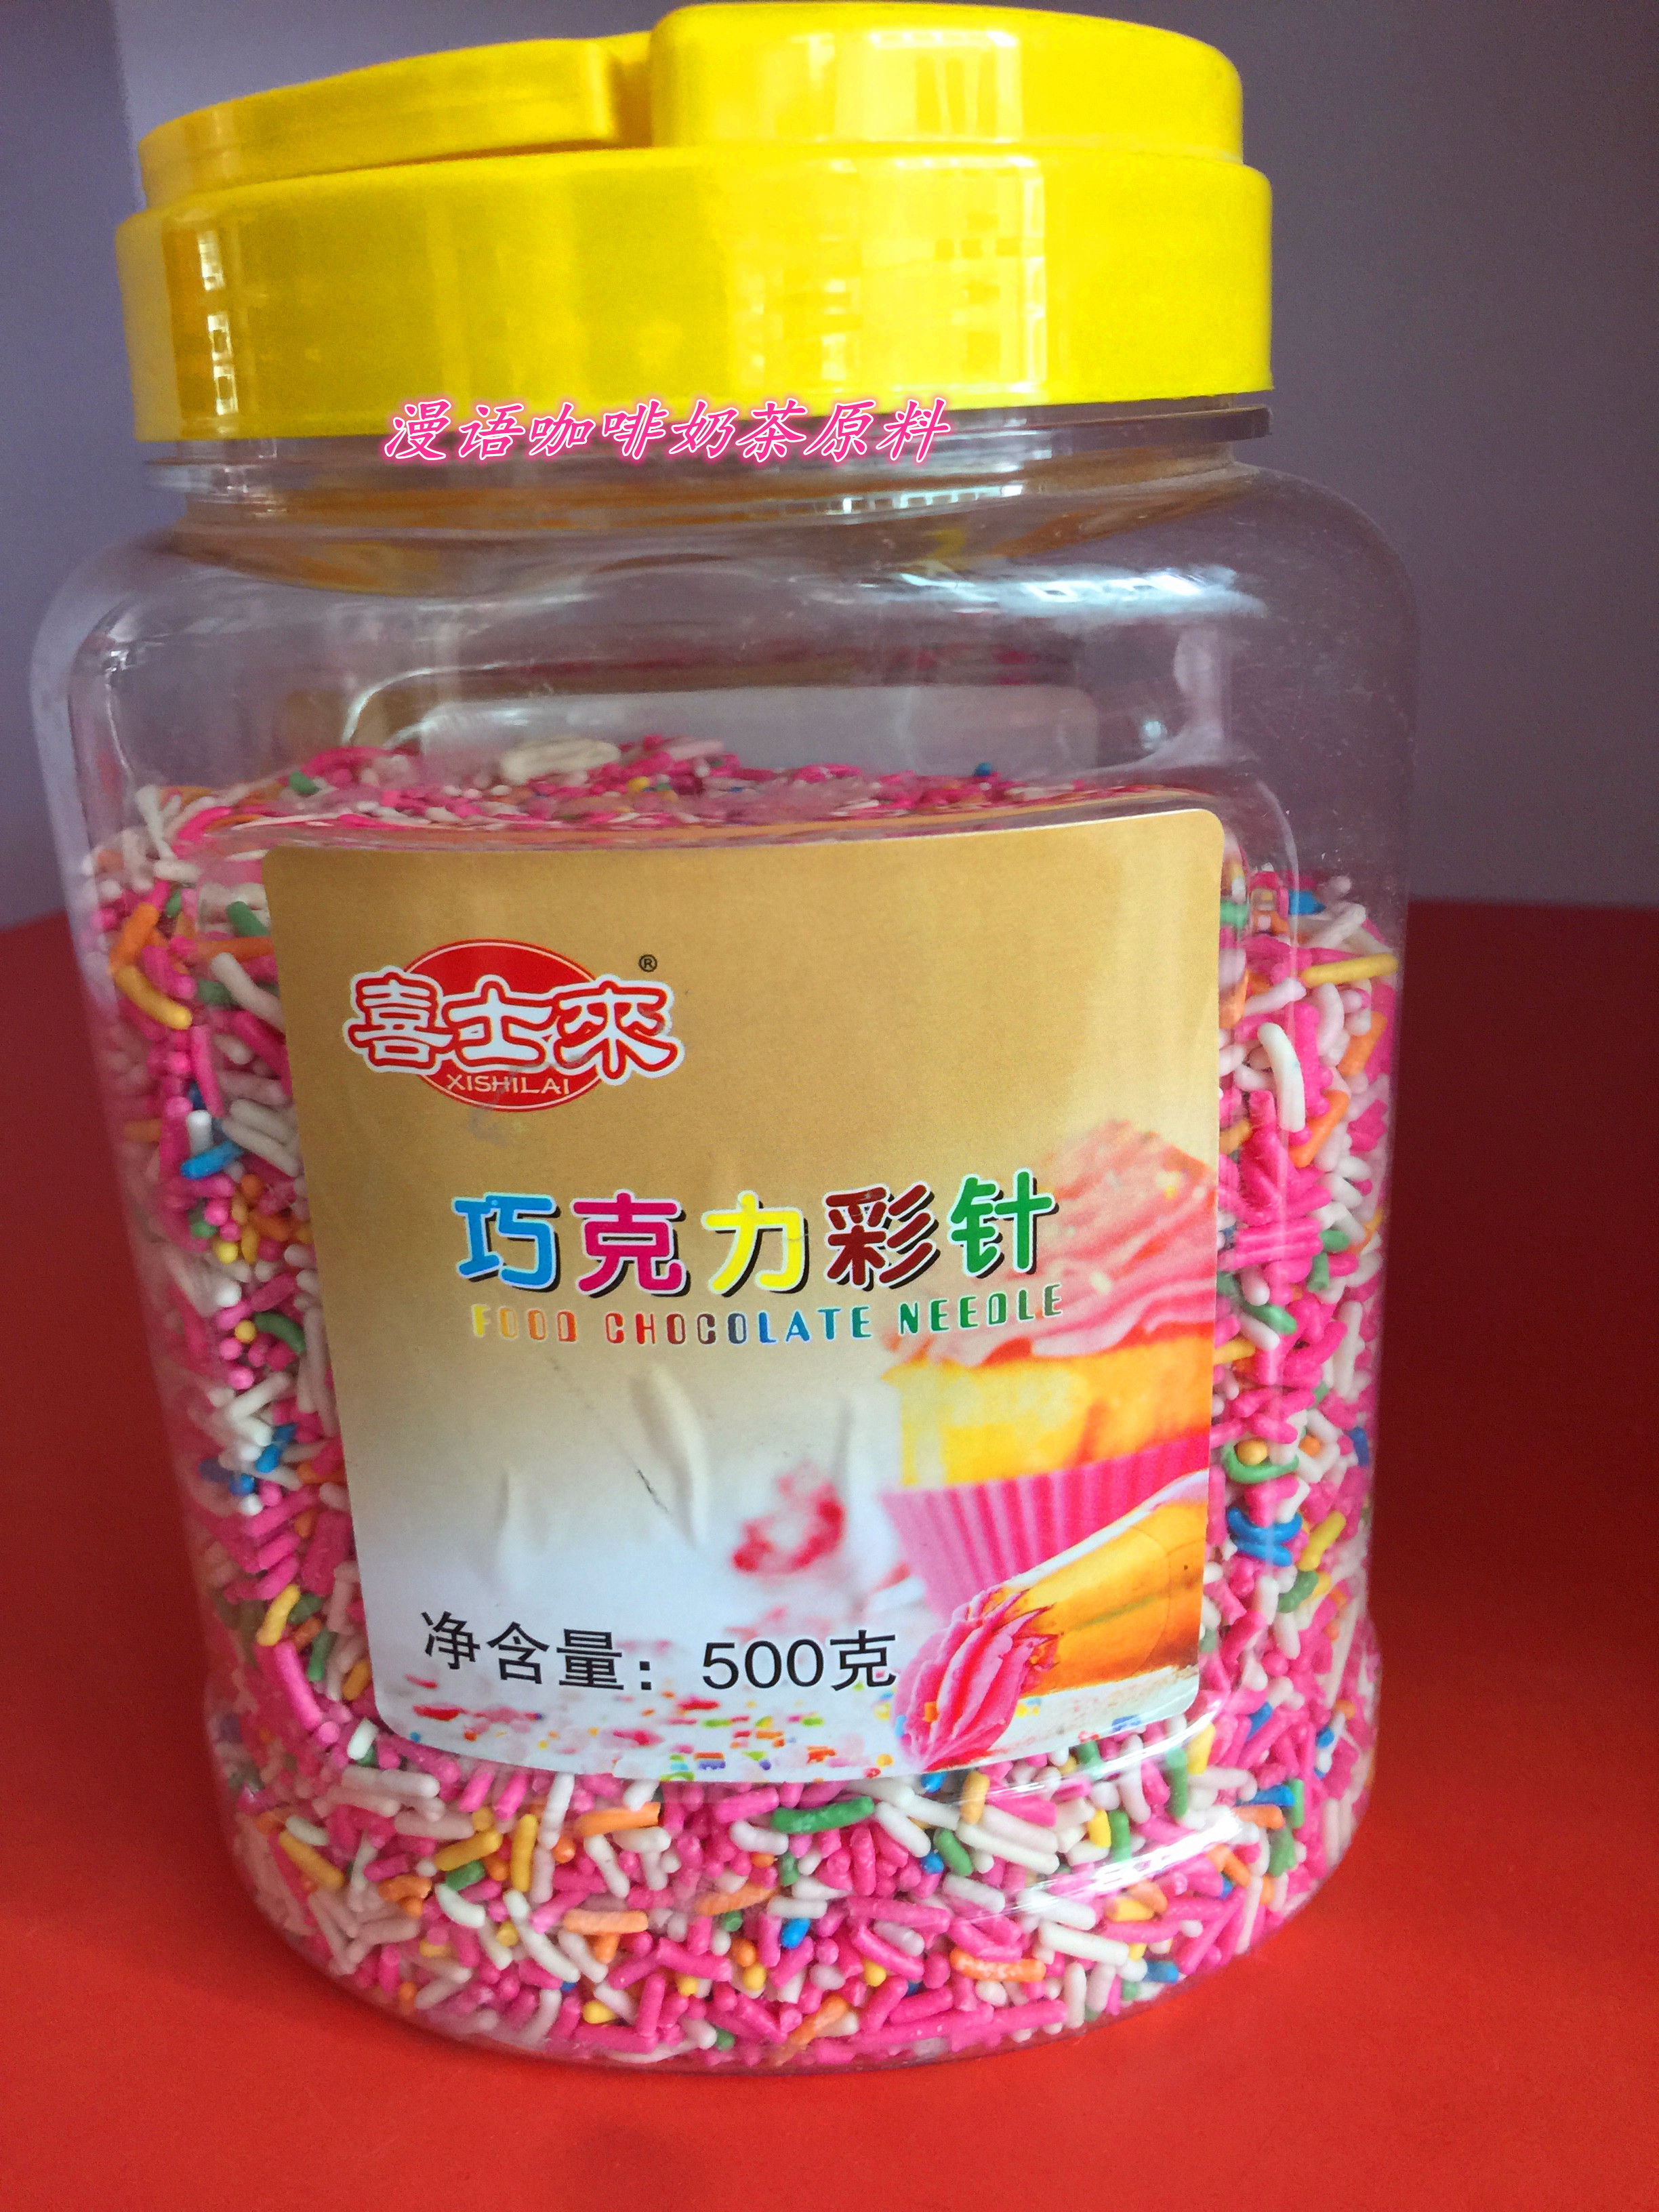 漫语咖啡奶茶原料
喜士來®
XISHILAI
巧克力彩针
FOOD CHOCOLATE NEEDLE
净含量：500克